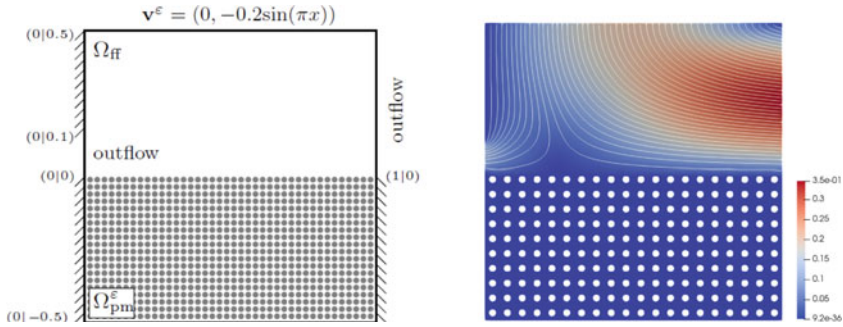 v^ε = (0, −0.2sin(πx))
(0|0.5)
Ω_ff
(0|0.1)
outflow
outflow
(0|0)
(1|0)
Ω^ε_pm
(0|−0.5)
3.5e-01
0.3
0.25
0.2
0.15
0.1
0.05
9.2e-36